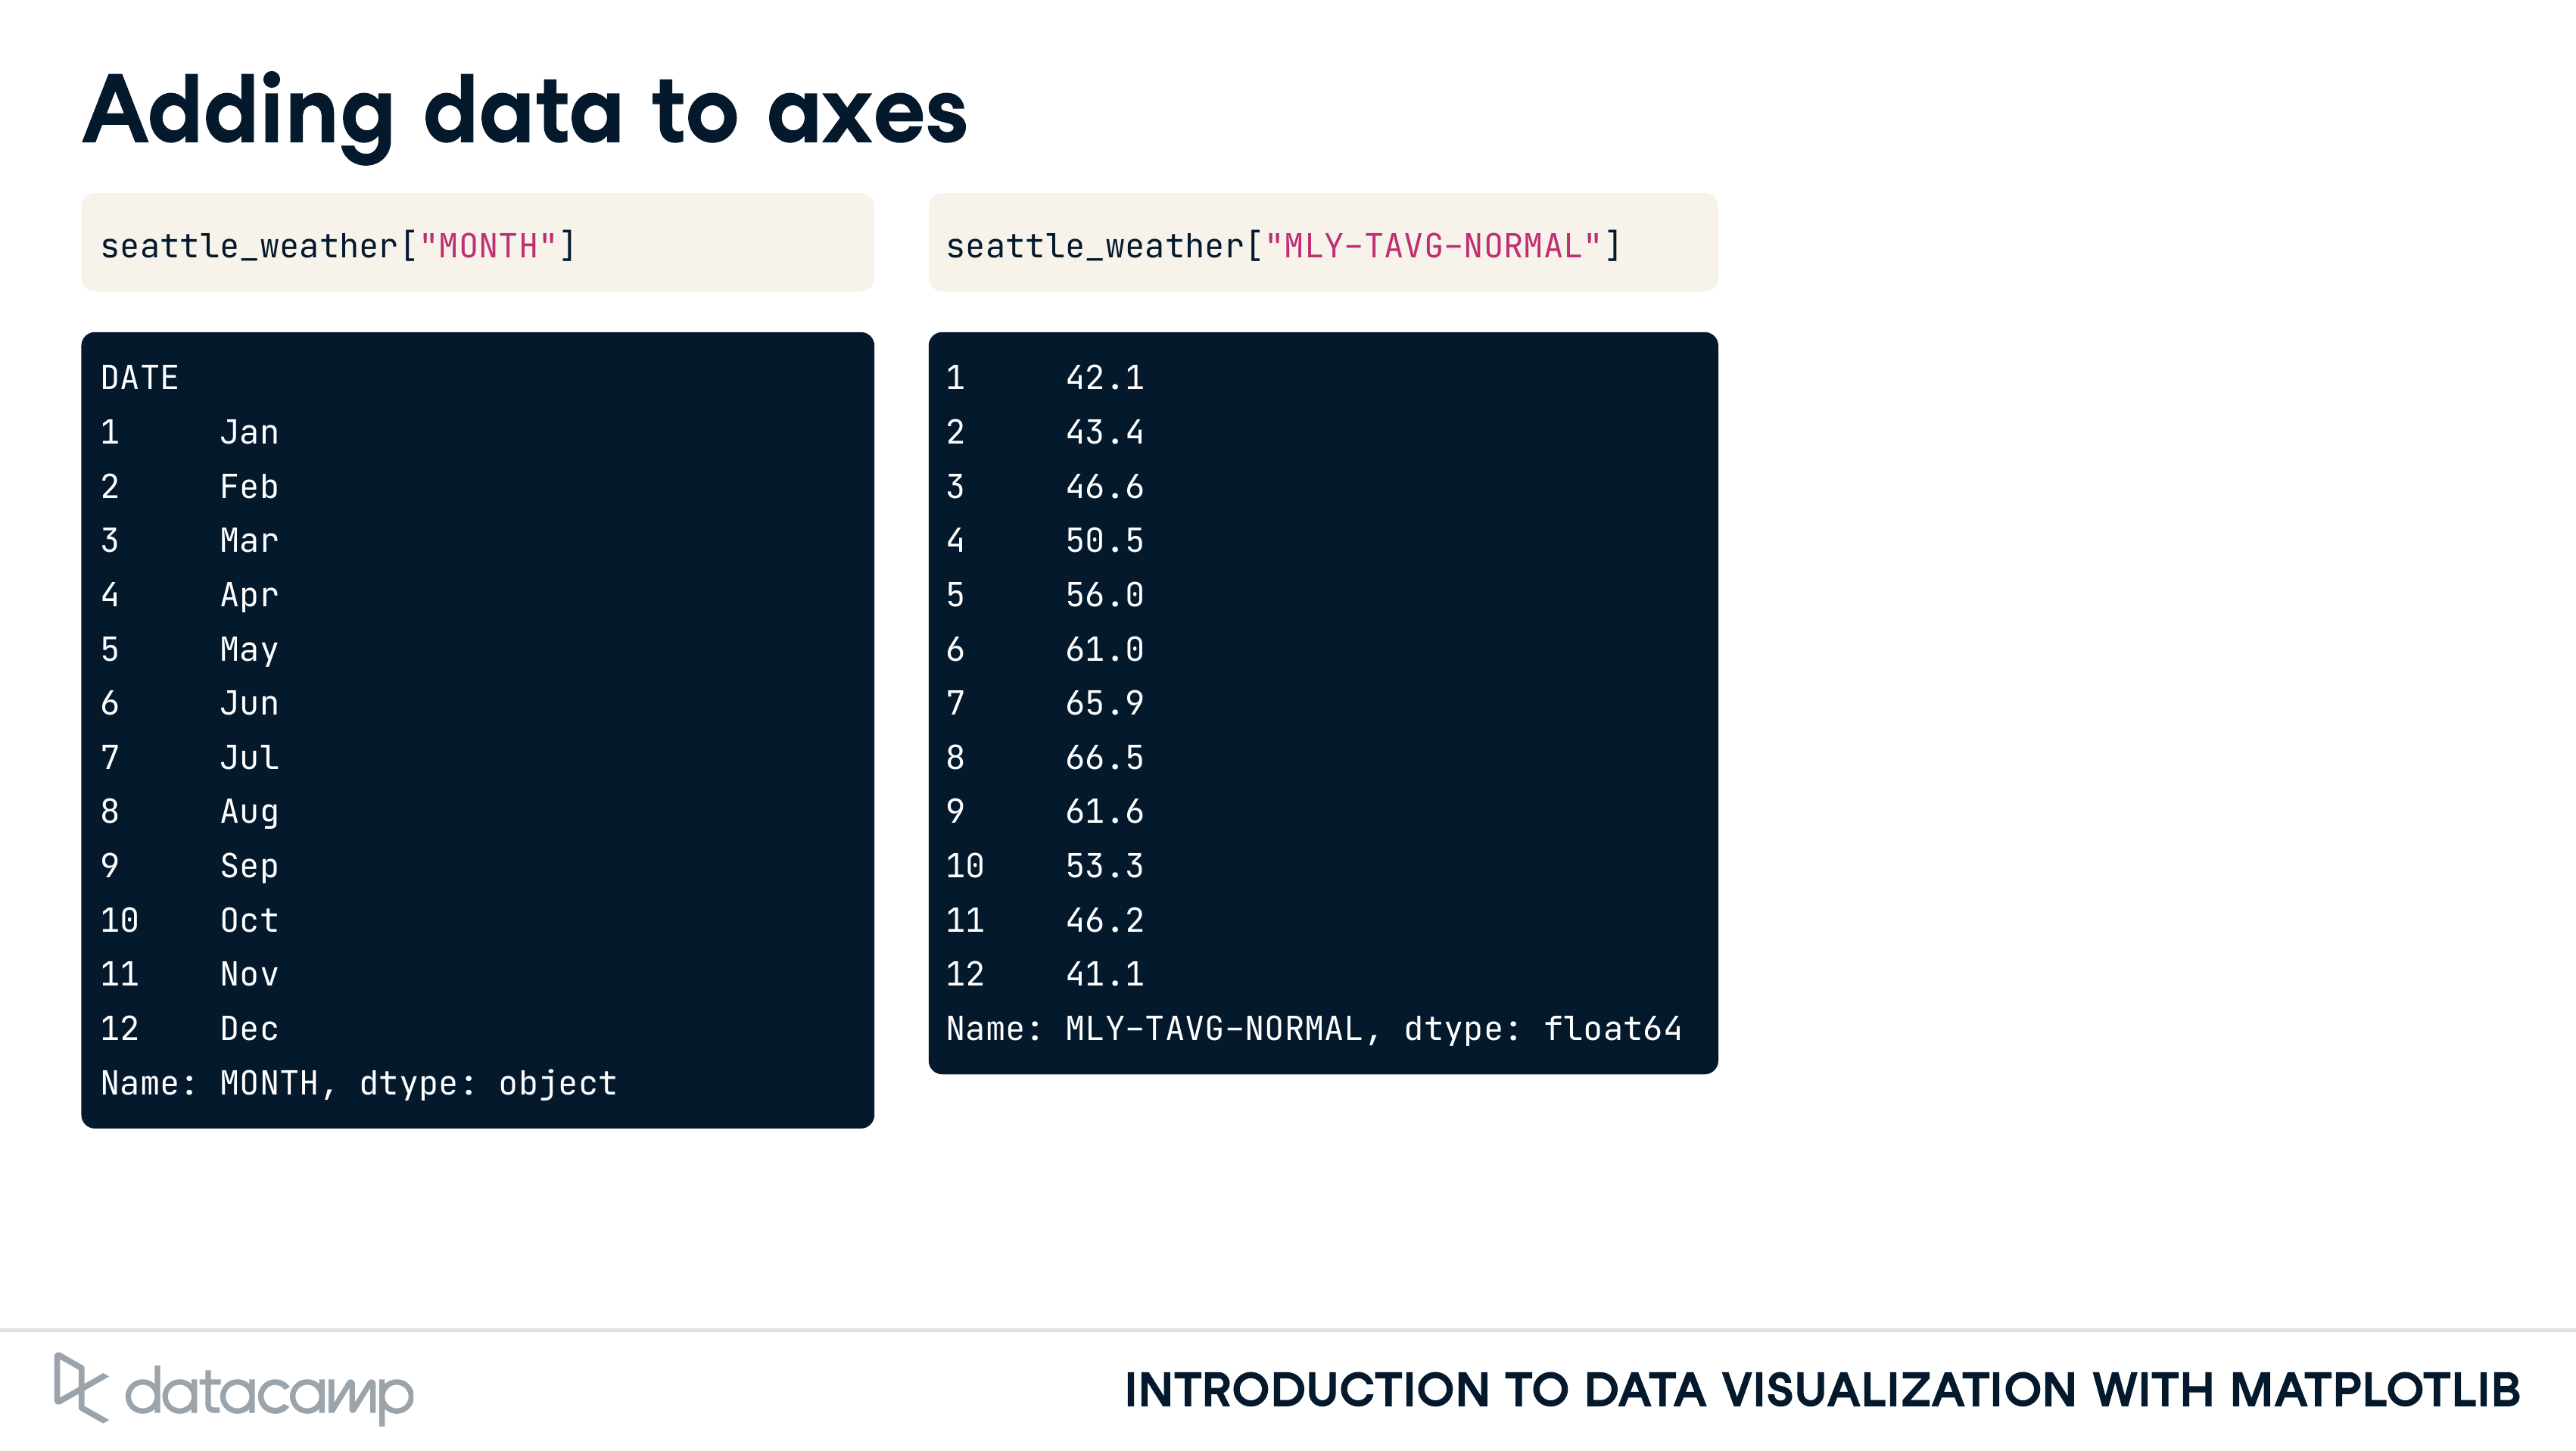 Adding data to axes
seattle_weather["MONTH"]
DATE
1     Jan
2     Feb
3     Mar
4     Apr
5     May
6     Jun
7     Jul
8     Aug
9     Sep
10    Oct
11    Nov
12    Dec
Name: MONTH, dtype: object
seattle_weather["MLY-TAVG-NORMAL"]
1     42.1
2     43.4
3     46.6
4     50.5
5     56.0
6     61.0
7     65.9
8     66.5
9     61.6
10    53.3
11    46.2
12    41.1
Name: MLY-TAVG-NORMAL, dtype: float64
datacamp
INTRODUCTION TO DATA VISUALIZATION WITH MATPLOTLIB